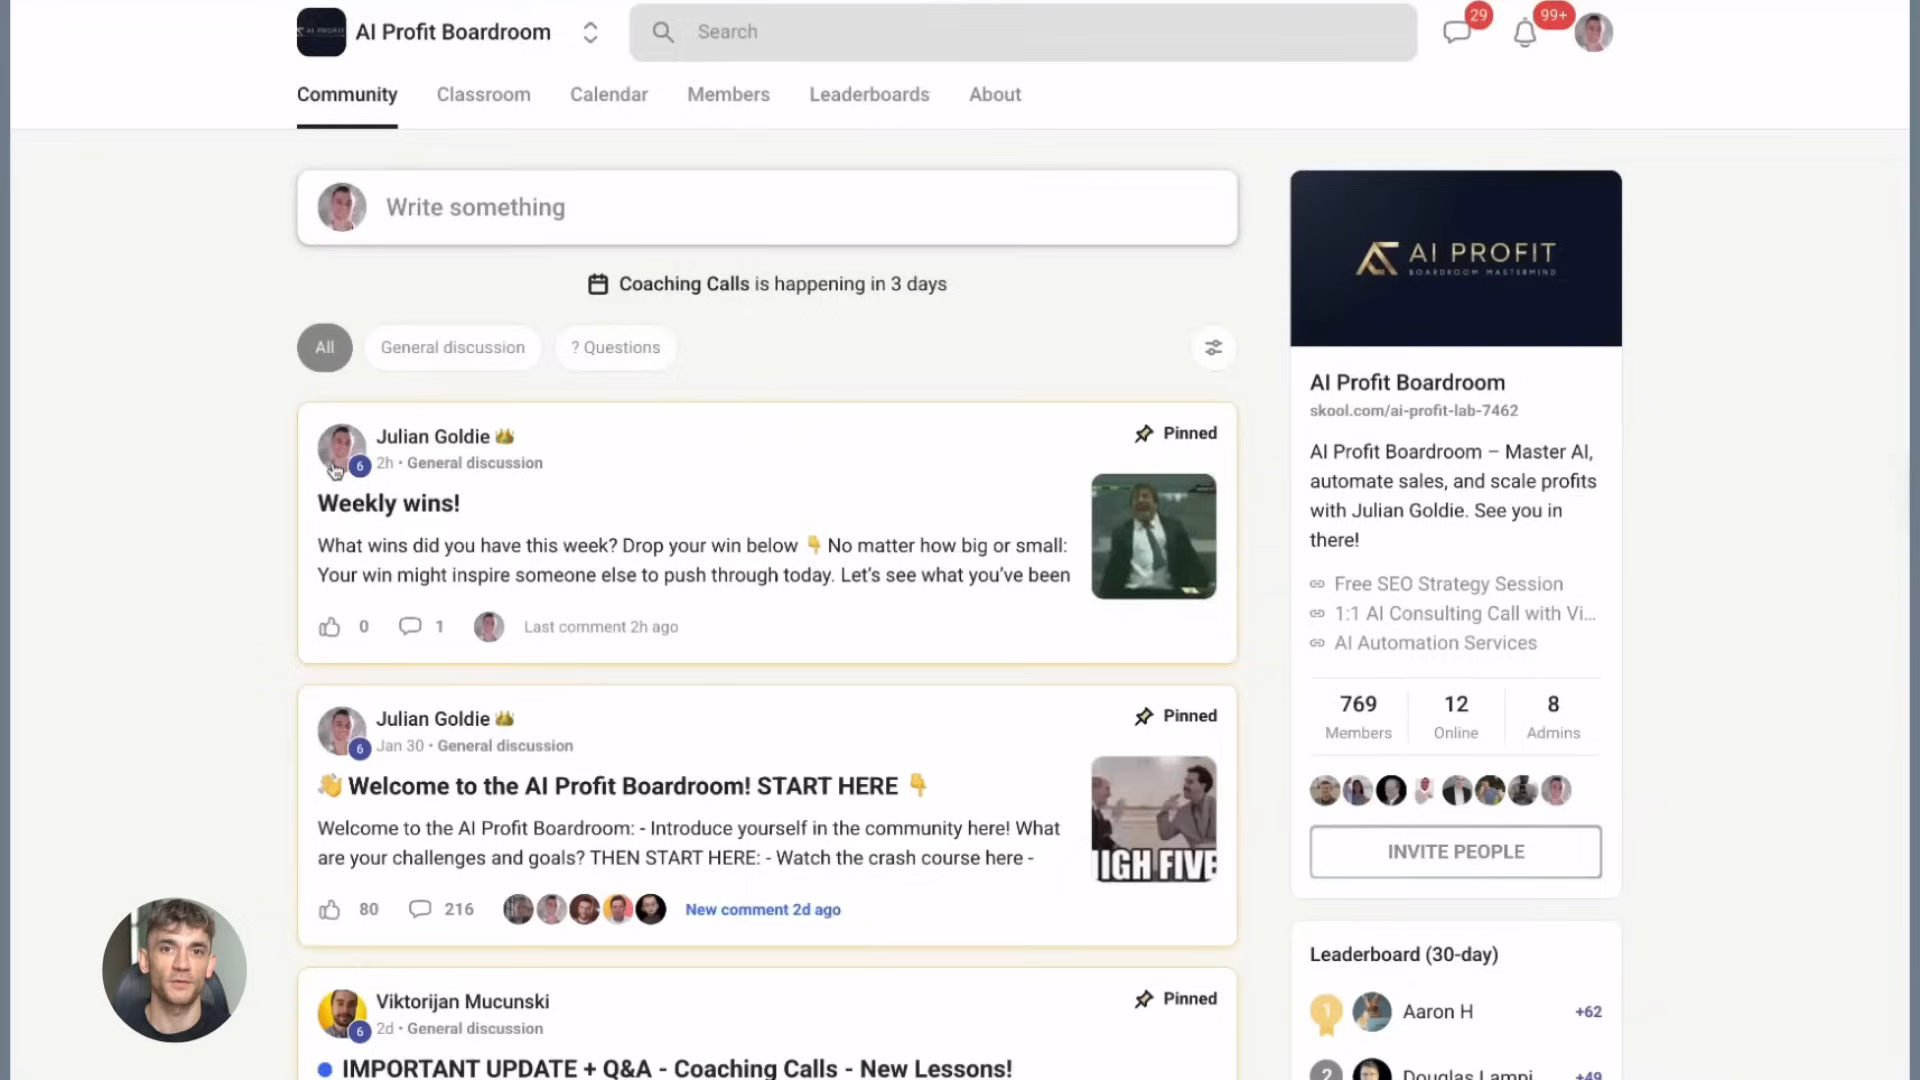 AI PROFIT
AI Profit Boardroom
Search
29
99+
Community
Classroom
Calendar
Members
Leaderboards
About
Write something
Coaching Calls is happening in 3 days
All
General discussion
? Questions
Julian Goldie
Pinned
6
2h • General discussion
Weekly wins!
What wins did you have this week? Drop your win below 👇 No matter how big or small:
Your win might inspire someone else to push through today. Let's see what you've been
0
1
Last comment 2h ago
Julian Goldie
Pinned
6
Jan 30 • General discussion
👋 Welcome to the AI Profit Boardroom! START HERE 👇
Welcome to the AI Profit Boardroom: - Introduce yourself in the community here! What
are your challenges and goals? THEN START HERE: - Watch the crash course here -
HIGH FIVE
80
216
New comment 2d ago
Viktorijan Mucunski
Pinned
6
2d • General discussion
IMPORTANT UPDATE + Q&A - Coaching Calls - New Lessons!
AI PROFIT
BOARDROOM MASTERMIND
AI Profit Boardroom
skool.com/ai-profit-lab-7462
AI Profit Boardroom – Master AI,
automate sales, and scale profits
with Julian Goldie. See you in
there!
Free SEO Strategy Session
1:1 AI Consulting Call with Vi...
AI Automation Services
769
12
8
Members
Online
Admins
INVITE PEOPLE
Leaderboard (30-day)
1
Aaron H
+62
2
Douglas Lampi
+49